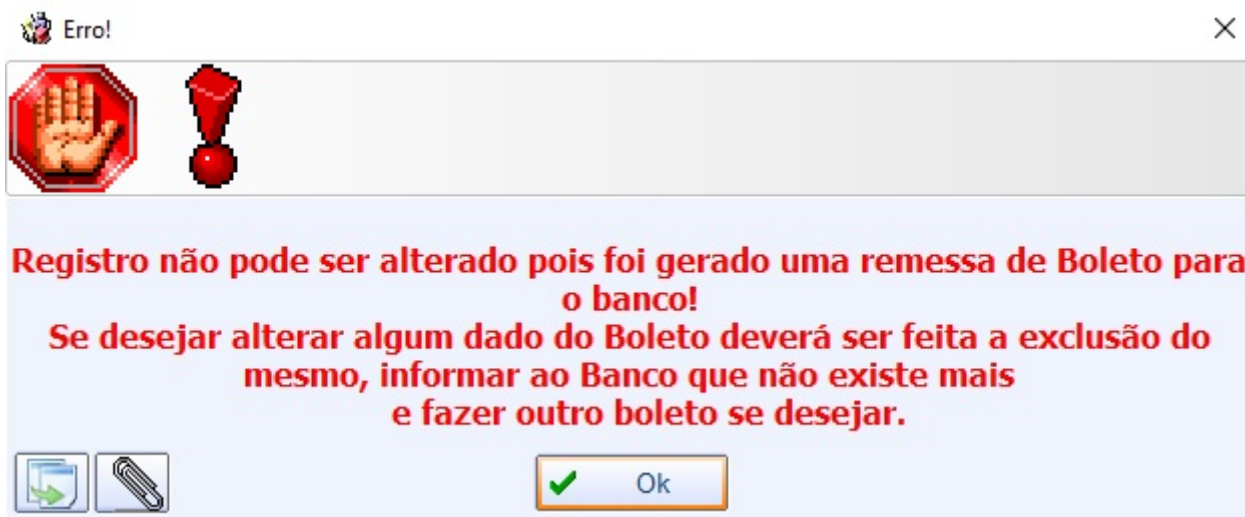 Erro!
Registro não pode ser alterado pois foi gerado uma remessa de Boleto para
o banco!
Se desejar alterar algum dado do Boleto deverá ser feita a exclusão do
mesmo, informar ao Banco que não existe mais
e fazer outro boleto se desejar.
Ok